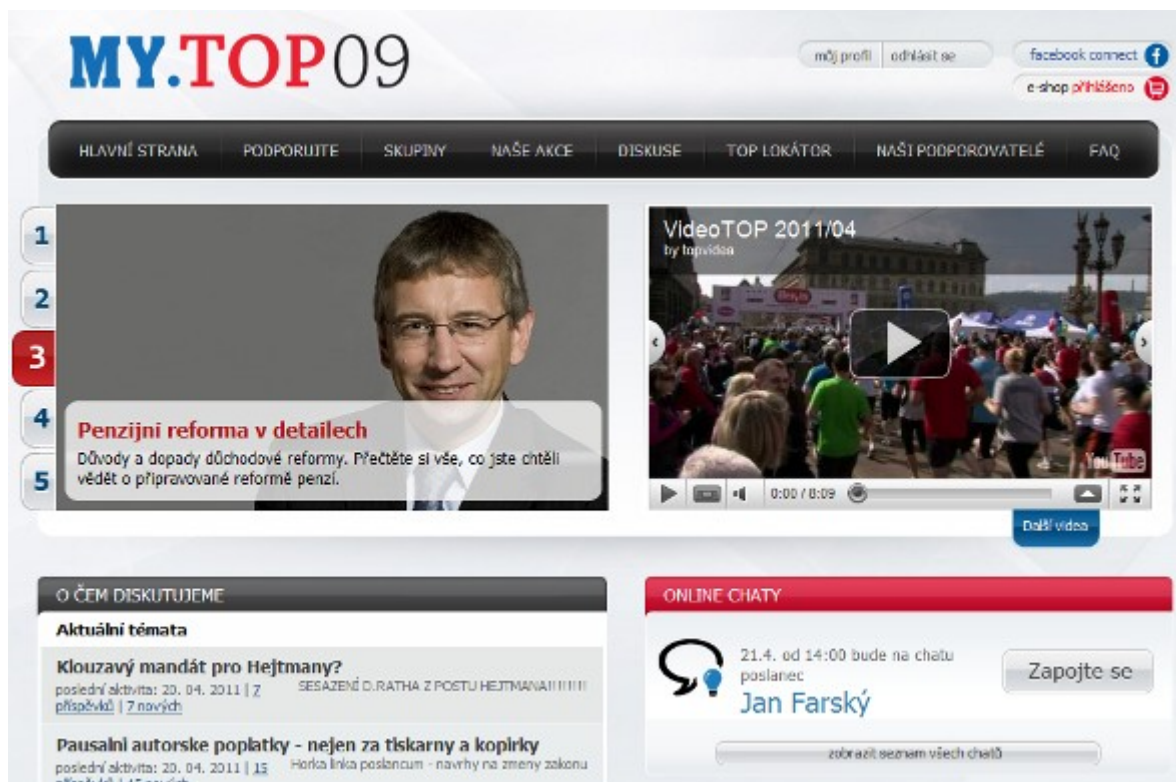 MY.TOP09
můj profil odhlásit se
facebook connect
e-shop přihlášeno
HLAVNÍ STRANA PODPORUJTE SKUPINY NAŠE AKCE DISKUSE TOP LOKÁTOR NAŠI PODPOROVATELÉ FAQ
1
2
3
4
5
Penzijní reforma v detailech
Důvody a dopady důchodové reformy. Přečtěte si vše, co jste chtěli
vědět o připravované reformě penzí.
VideoTOP 2011/04
by topvidea
YouTube
0:00 / 8:09
Další videa
O ČEM DISKUTUJEME
Aktuální témata
Klouzavý mandát pro Hejtmany?
poslední aktivita: 20. 04. 2011 | 7
příspěvků | 7 nových
SESAZENÍ D.RATHA Z POSTU HEJTMANA!!!!!!!!
Pausalni autorske poplatky - nejen za tiskarny a kopirky
poslední aktivita: 20. 04. 2011 | 15
Horka linka poslancum - navrhy na zmeny zakonu
ONLINE CHATY
21.4. od 14:00 bude na chatu
poslanec
Jan Farský
Zapojte se
zobrazit seznam všech chatů